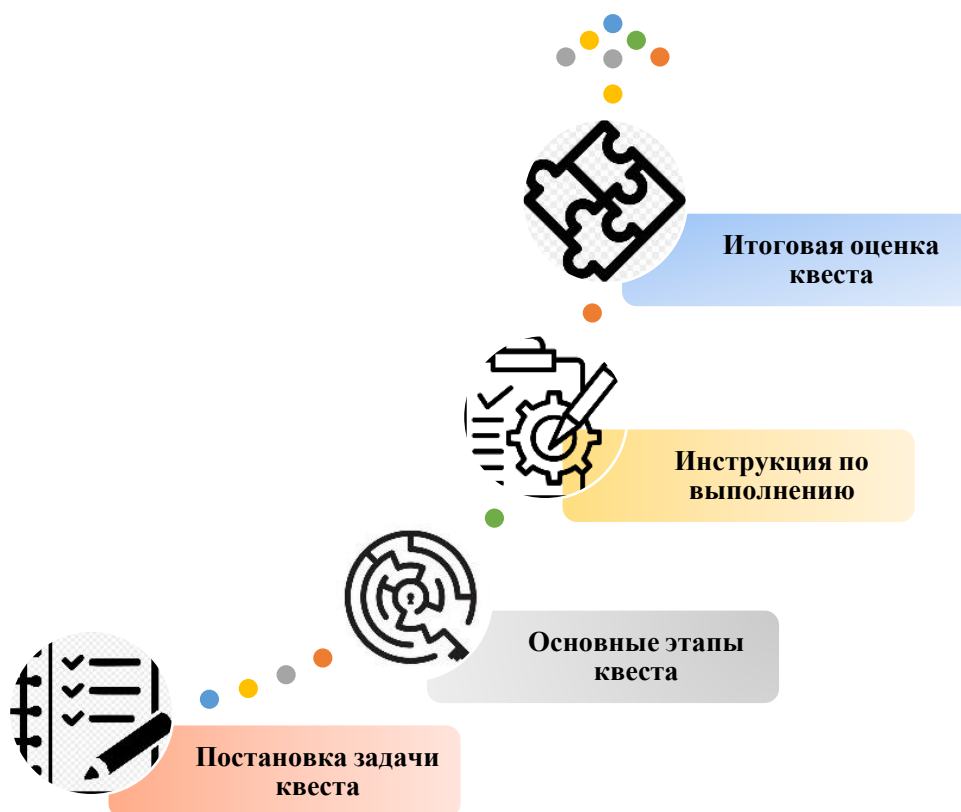 Итоговая оценка
квеста
Инструкция по
выполнению
Основные этапы
квеста
Постановка задачи
квеста